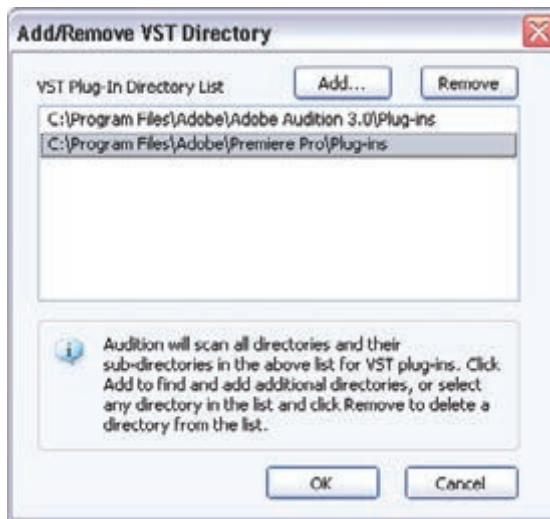 Add/Remove VST Directory
VST Plug-In Directory List
Add...
Remove
C:\Program Files\Adobe\Adobe Audition 3.0\Plug-ins
C:\Program Files\Adobe\Premiere Pro\Plug-ins
Audition will scan all directories and their
sub-directories in the above list for VST plug-ins. Click
Add to find and add additional directories, or select
any directory in the list and click Remove to delete a
directory from the list.
OK
Cancel